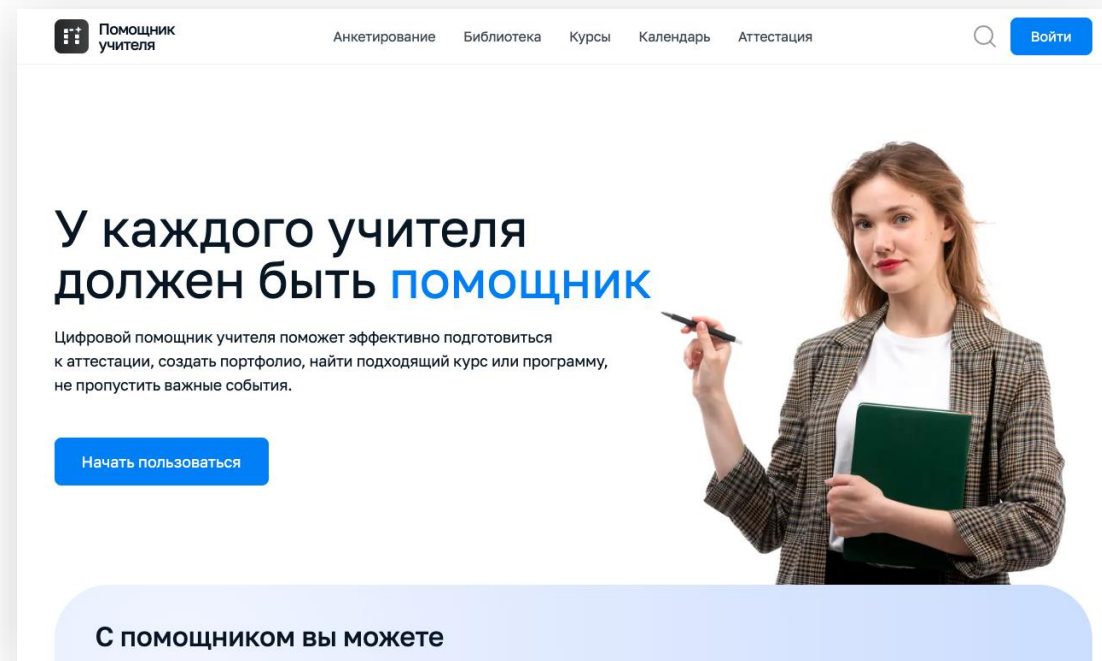 Помощник
учителя
Анкетирование Библиотека Курсы Календарь Аттестация
Войти
У каждого учителя
должен быть помощник
Цифровой помощник учителя поможет эффективно подготовиться
к аттестации, создать портфолио, найти подходящий курс или программу,
не пропустить важные события.
Начать пользоваться
С помощником вы можете